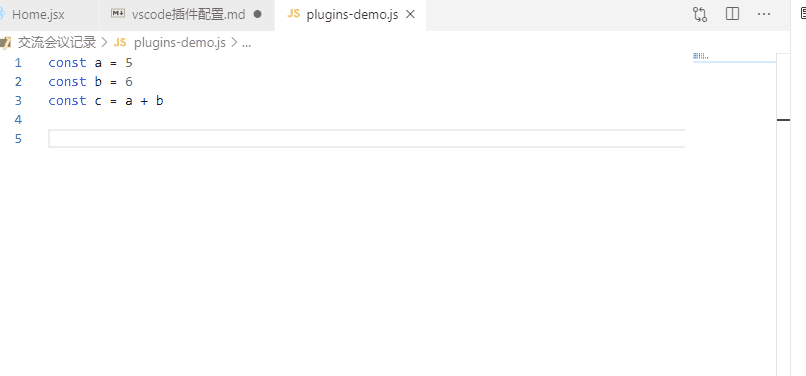 Home.jsx vscode插件配置.md plugins-demo.js
交流会议记录 > JS plugins-demo.js > ...
1 const a = 5
2 const b = 6
3 const c = a + b
4
5